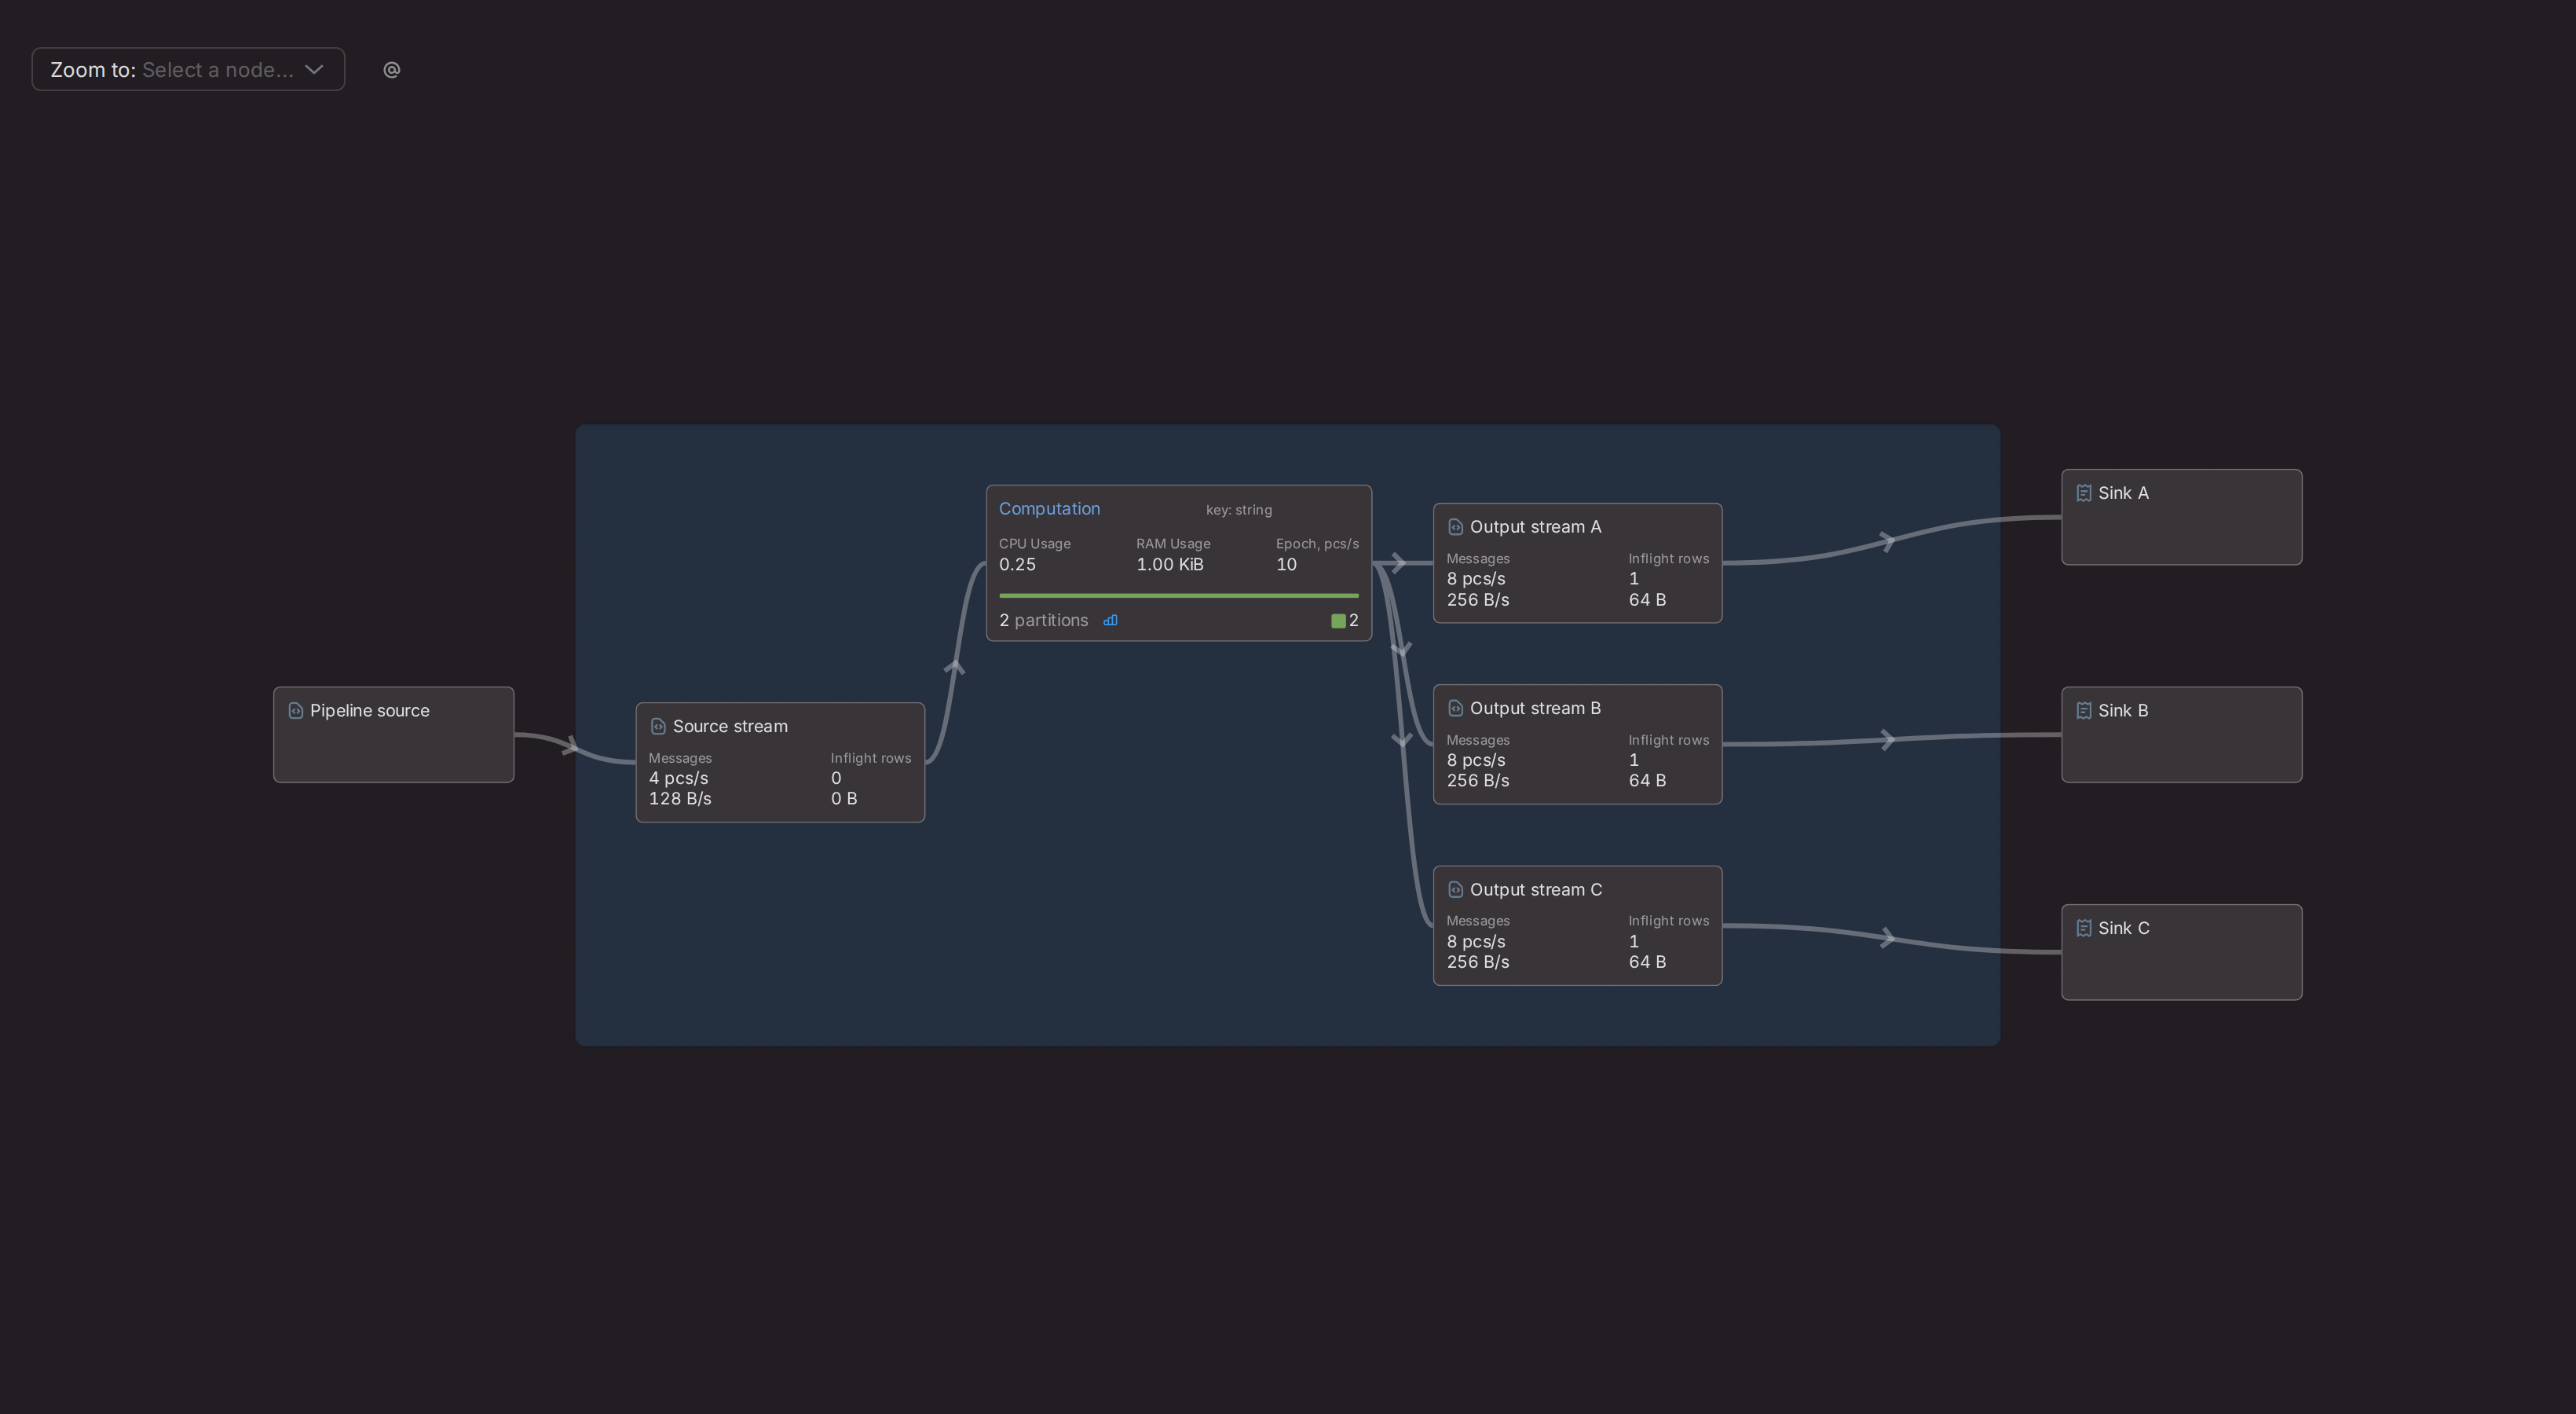 Zoom to: Select a node...
@
Computation key: string
CPU Usage RAM Usage Epoch, pcs/s
0.25 1.00 KiB 10
2 partitions 2
Pipeline source
Source stream
Messages Inflight rows
4 pcs/s 0
128 B/s 0 B
Output stream A
Messages Inflight rows
8 pcs/s 1
256 B/s 64 B
Output stream B
Messages Inflight rows
8 pcs/s 1
256 B/s 64 B
Output stream C
Messages Inflight rows
8 pcs/s 1
256 B/s 64 B
Sink A
Sink B
Sink C